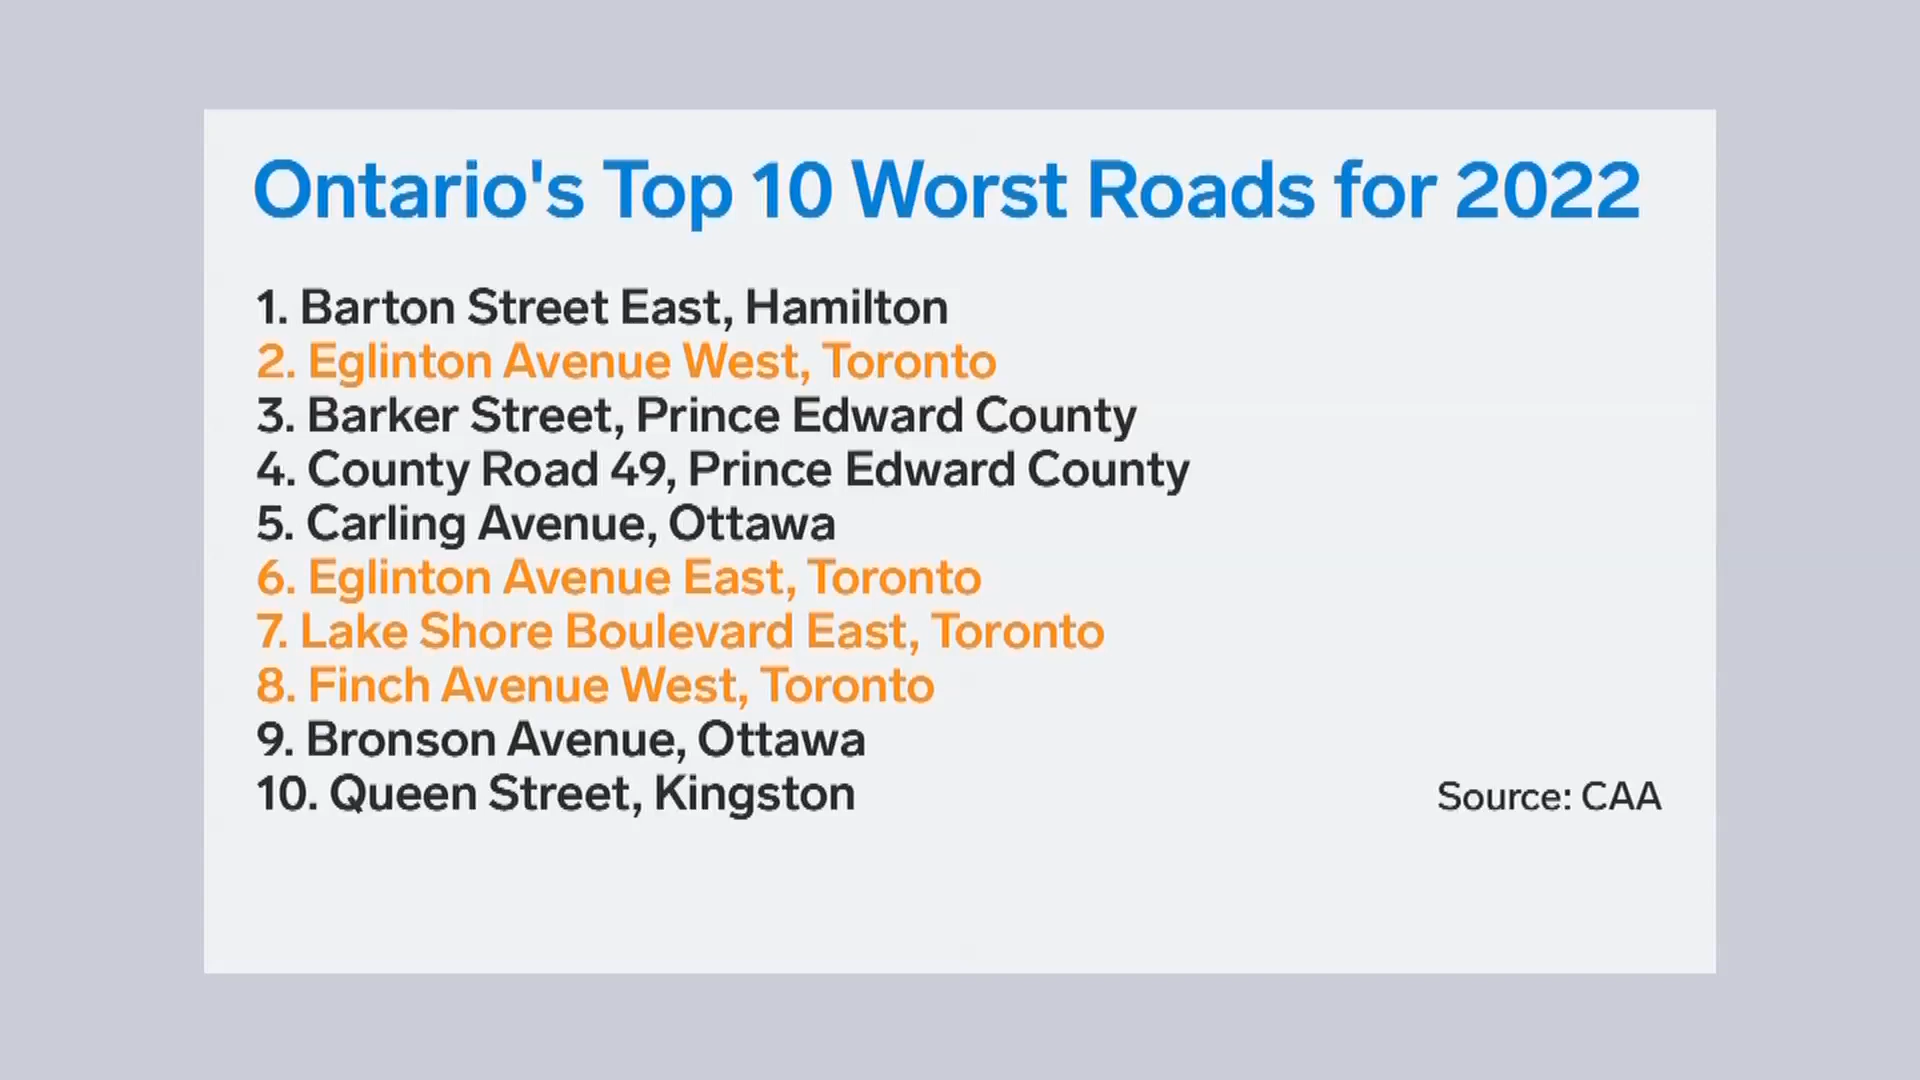 Ontario's Top 10 Worst Roads for 2022
1. Barton Street East, Hamilton
2. Eglinton Avenue West, Toronto
3. Barker Street, Prince Edward County
4. County Road 49, Prince Edward County
5. Carling Avenue, Ottawa
6. Eglinton Avenue East, Toronto
7. Lake Shore Boulevard East, Toronto
8. Finch Avenue West, Toronto
9. Bronson Avenue, Ottawa
10. Queen Street, Kingston
Source: CAA